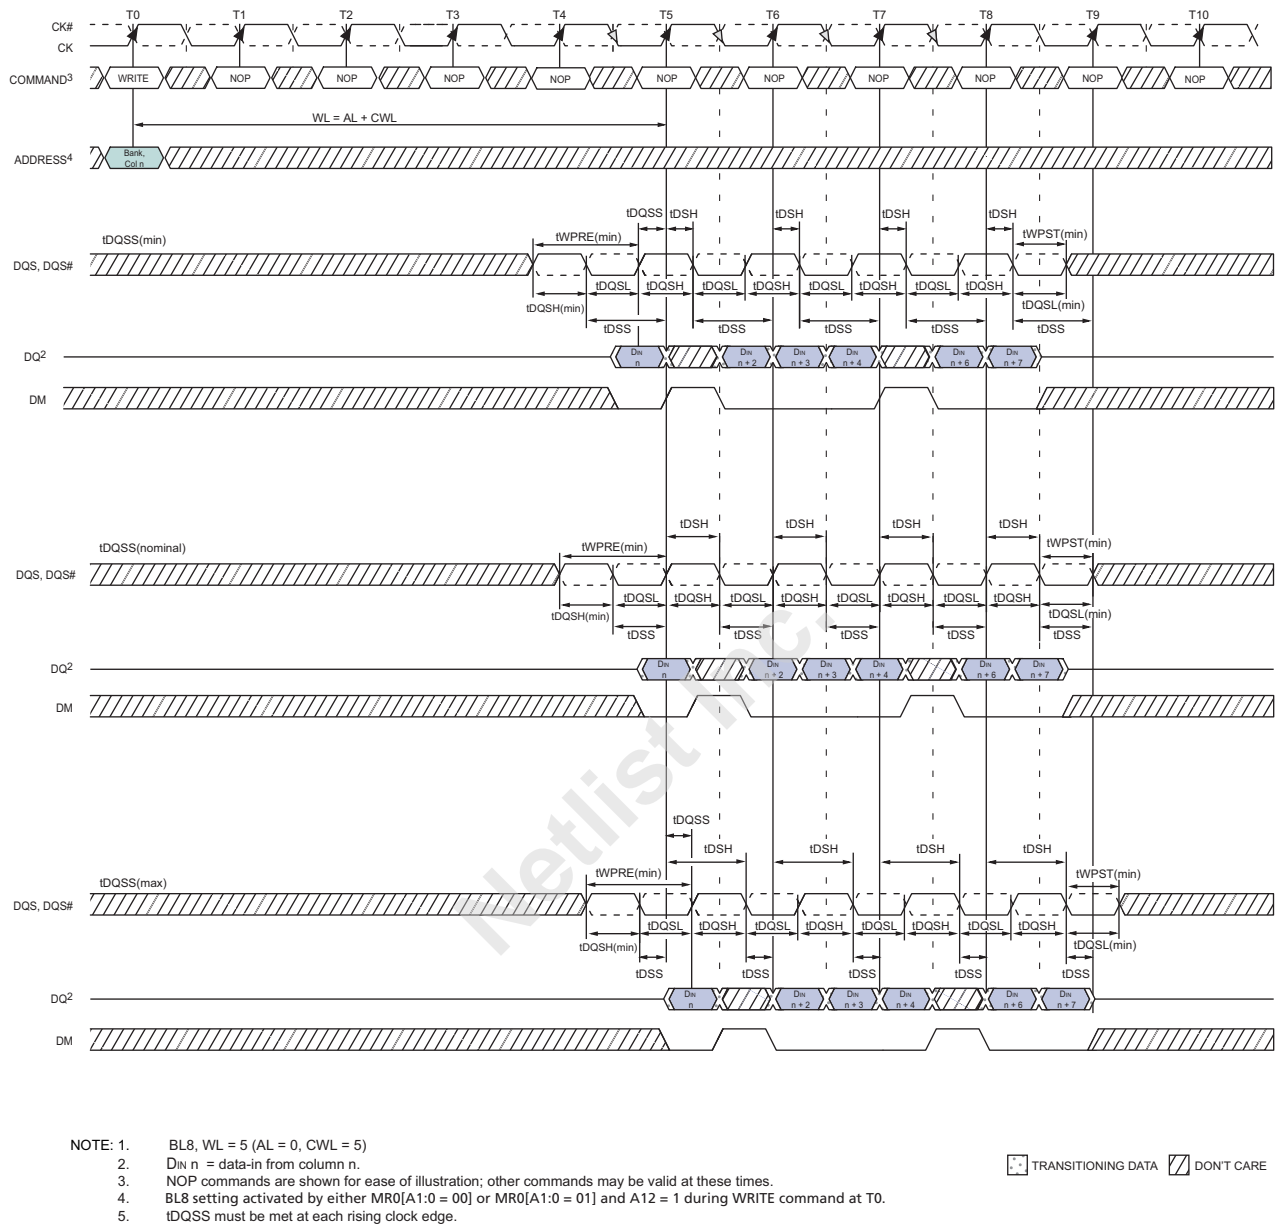 T0 T1 T2 T3 T4 T5 T6 T7 T8 T9 T10
CK#
CK
COMMAND3 WRITE NOP NOP NOP NOP NOP NOP NOP NOP NOP NOP
WL = AL + CWL
ADDRESS4 Bank, Col n
tDQSS tDSH tDSH tDSH tDSH
tDQSS(min) tWPRE(min) tWPST(min)
DQS, DQS#
tDQSH(min) tDQSL tDQSH tDQSL tDQSH tDQSL tDQSH tDQSL tDQSH tDQSL(min)
tDSS tDSS tDSS tDSS tDSS
DQ2 DIN n DIN n + 2 DIN n + 3 DIN n + 4 DIN n + 6 DIN n + 7
DM
tDSH tDSH tDSH tDSH
tDQSS(nominal) tWPRE(min) tWPST(min)
DQS, DQS#
tDQSH(min) tDQSL tDQSH tDQSL tDQSH tDQSL tDQSH tDQSL tDQSH tDQSL(min)
tDSS tDSS tDSS tDSS tDSS
DQ2 DIN n DIN n + 2 DIN n + 3 DIN n + 4 DIN n + 6 DIN n + 7
DM
Netlist Inc.
tDQSS
tDSH tDSH tDSH tDSH
tDQSS(max) tWPRE(min) tWPST(min)
DQS, DQS#
tDQSH(min) tDQSL tDQSH tDQSL tDQSH tDQSL tDQSH tDQSL tDQSH tDQSL(min)
tDSS tDSS tDSS tDSS tDSS
DQ2 DIN n DIN n + 2 DIN n + 3 DIN n + 4 DIN n + 6 DIN n + 7
DM
NOTE: 1. BL8, WL = 5 (AL = 0, CWL = 5)
2. DIN n = data-in from column n.
3. NOP commands are shown for ease of illustration; other commands may be valid at these times.
4. BL8 setting activated by either MR0[A1:0 = 00] or MR0[A1:0 = 01] and A12 = 1 during WRITE command at T0.
5. tDQSS must be met at each rising clock edge.
TRANSITIONING DATA DON'T CARE